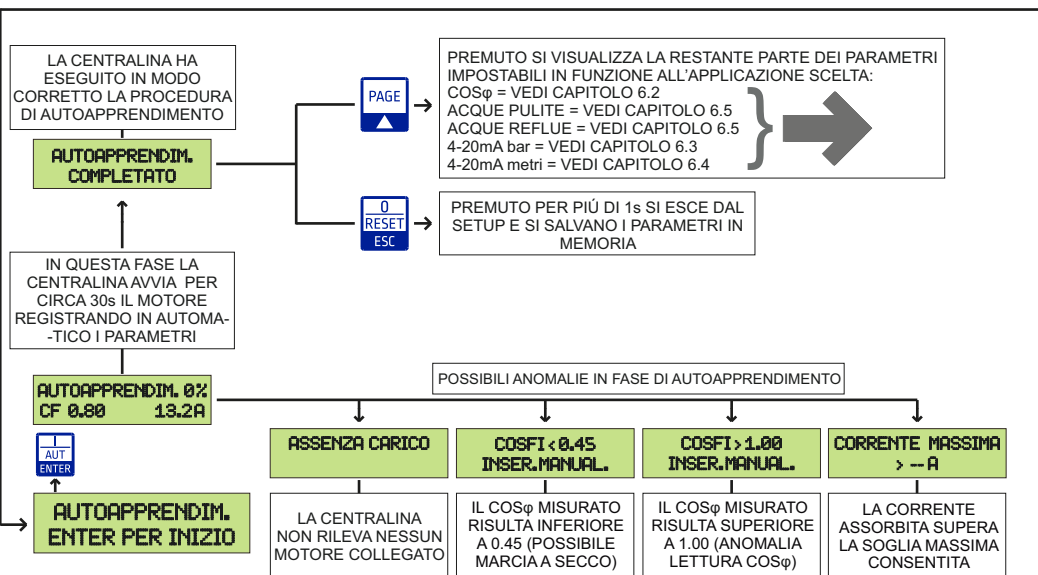 LA CENTRALINA HA
ESEGUITO IN MODO
CORRETTO LA PROCEDURA
DI AUTOAPPRENDIMENTO
AUTOAPPRENDIM.
COMPLETATO
PAGE
PREMUTO SI VISUALIZZA LA RESTANTE PARTE DEI PARAMETRI
IMPOSTABILI IN FUNZIONE ALL'APPLICAZIONE SCELTA:
COSφ = VEDI CAPITOLO 6.2
ACQUE PULITE = VEDI CAPITOLO 6.5
ACQUE REFLUE = VEDI CAPITOLO 6.5
4-20mA bar = VEDI CAPITOLO 6.3
4-20mA metri = VEDI CAPITOLO 6.4
0
RESET
ESC
PREMUTO PER PIÚ DI 1s SI ESCE DAL
SETUP E SI SALVANO I PARAMETRI IN
MEMORIA
IN QUESTA FASE LA
CENTRALINA AVVIA PER
CIRCA 30s IL MOTORE
REGISTRANDO IN AUTOMA-
-TICO I PARAMETRI
AUTOAPPRENDIM. 0%
CF 0.80 13.2A
I
AUT
ENTER
AUTOAPPRENDIM.
ENTER PER INIZIO
POSSIBILI ANOMALIE IN FASE DI AUTOAPPRENDIMENTO
ASSENZA CARICO
LA CENTRALINA
NON RILEVA NESSUN
MOTORE COLLEGATO
COSFI < 0.45
INSER.MANUAL.
IL COSφ MISURATO
RISULTA INFERIORE
A 0.45 (POSSIBILE
MARCIA A SECCO)
COSFI > 1.00
INSER.MANUAL.
IL COSφ MISURATO
RISULTA SUPERIORE
A 1.00 (ANOMALIA
LETTURA COSφ)
CORRENTE MASSIMA
> -- A
LA CORRENTE
ASSORBITA SUPERA
LA SOGLIA MASSIMA
CONSENTITA